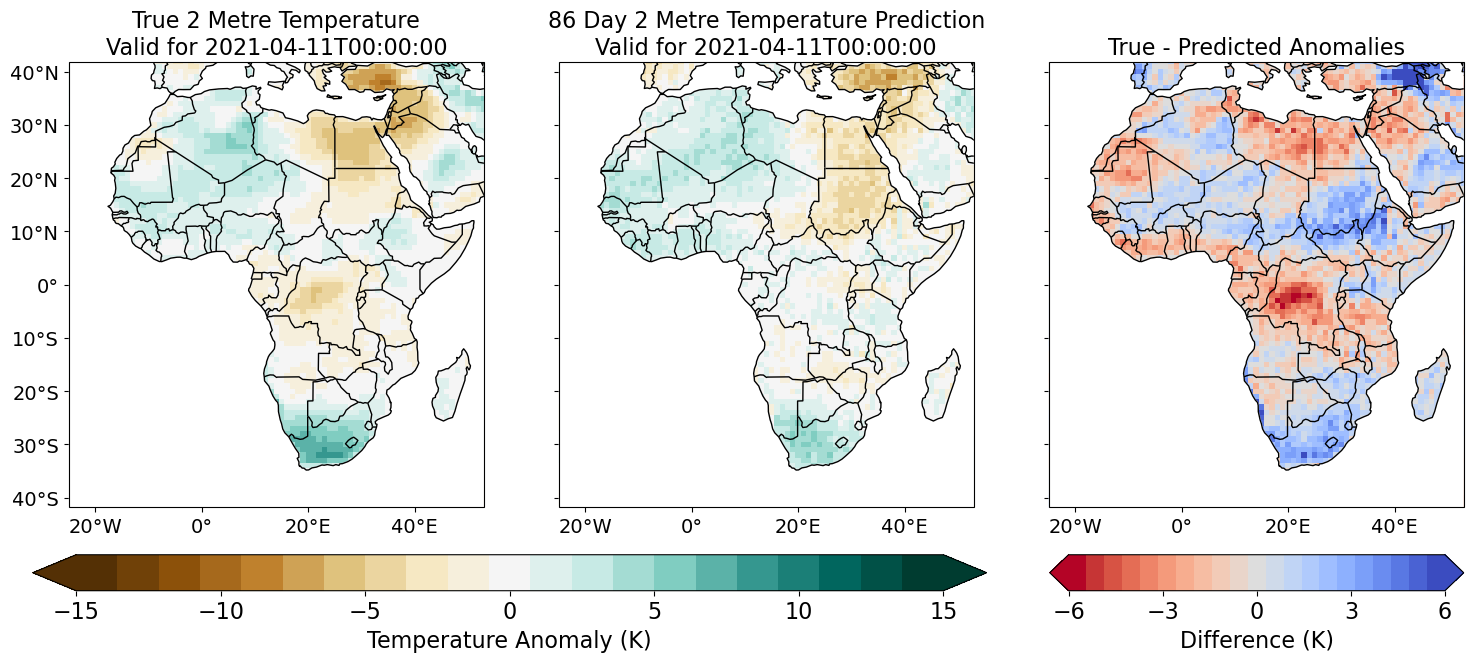 True 2 Metre Temperature
Valid for 2021-04-11T00:00:00
86 Day 2 Metre Temperature Prediction
Valid for 2021-04-11T00:00:00
True - Predicted Anomalies
40°N
30°N
20°N
10°N
0°
10°S
20°S
30°S
40°S
20°W 0° 20°E 40°E
20°W 0° 20°E 40°E
20°W 0° 20°E 40°E
−15 −10 −5 0 5 10 15
Temperature Anomaly (K)
−6 −3 0 3 6
Difference (K)